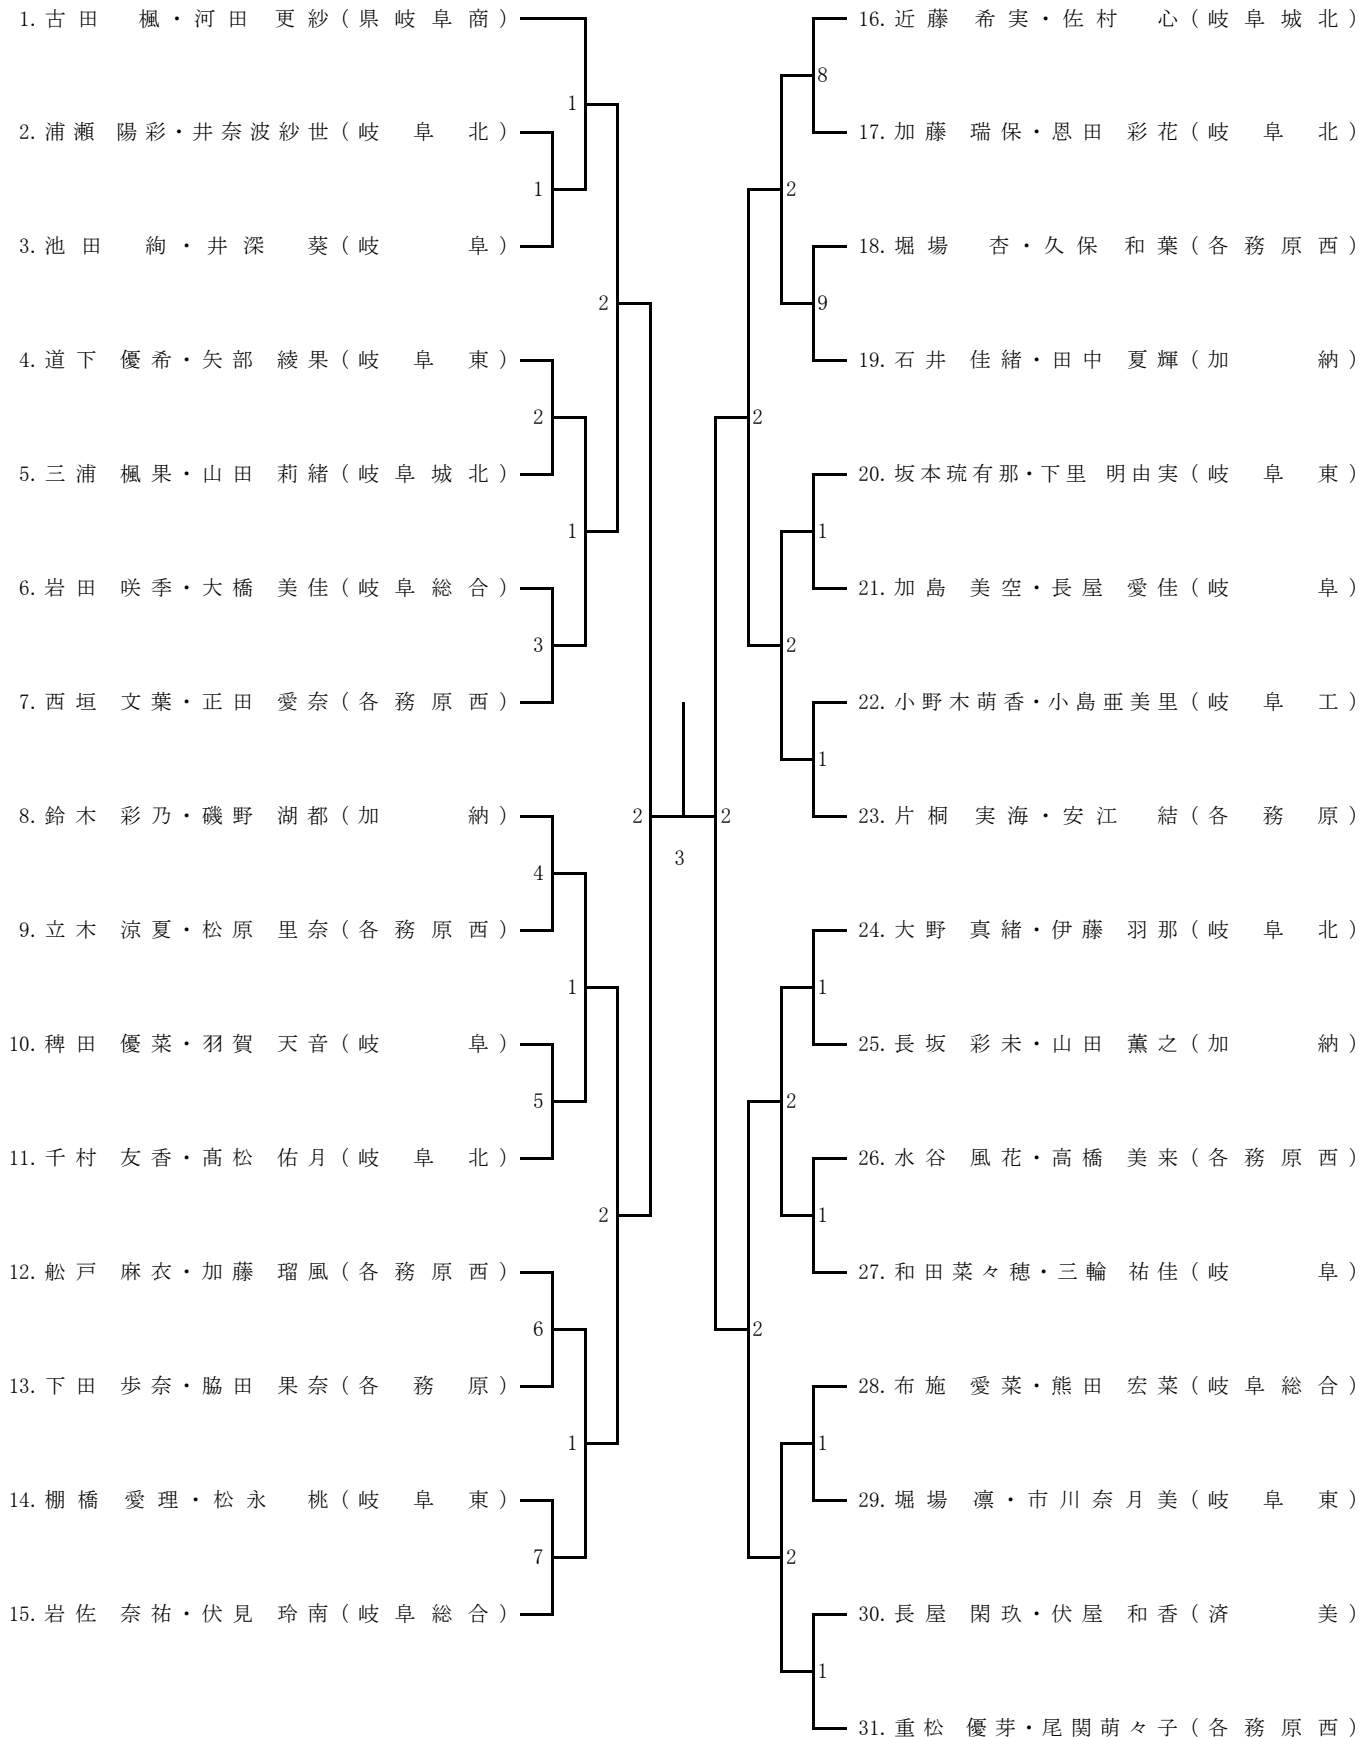 1. 古田 楓・河田 更紗 (県岐阜商)
2. 浦瀬 陽彩・井奈波紗世 (岐阜北)
3. 池田 絢・井深 葵 (岐阜)
4. 道下 優希・矢部 綾果 (岐阜東)
5. 三浦 楓果・山田 莉緒 (岐阜城北)
6. 岩田 咲季・大橋 美佳 (岐阜総合)
7. 西垣 文葉・正田 愛奈 (各務原西)
8. 鈴木 彩乃・磯野 湖都 (加納)
9. 立木 涼夏・松原 里奈 (各務原西)
10. 稗田 優菜・羽賀 天音 (岐阜)
11. 千村 友香・髙松 佑月 (岐阜北)
12. 舩戸 麻衣・加藤 瑠風 (各務原西)
13. 下田 歩奈・脇田 果奈 (各務原)
14. 棚橋 愛理・松永 桃 (岐阜東)
15. 岩佐 奈祐・伏見 玲南 (岐阜総合)
1
1
2
2
1
3
4
1
5
2
6
1
7
2
3
2
8
2
9
2
1
2
1
1
2
1
2
1
2
1
16. 近藤 希実・佐村 心 (岐阜城北)
17. 加藤 瑞保・恩田 彩花 (岐阜北)
18. 堀場 杏・久保 和葉 (各務原西)
19. 石井 佳緒・田中 夏輝 (加納)
20. 坂本琉有那・下里 明由実 (岐阜東)
21. 加島 美空・長屋 愛佳 (岐阜)
22. 小野木萌香・小島亜美里 (岐阜工)
23. 片桐 実海・安江 結 (各務原)
24. 大野 真緒・伊藤 羽那 (岐阜北)
25. 長坂 彩未・山田 薫之 (加納)
26. 水谷 風花・高橋 美来 (各務原西)
27. 和田菜々穂・三輪 祐佳 (岐阜)
28. 布施 愛菜・熊田 宏菜 (岐阜総合)
29. 堀場 凛・市川奈月美 (岐阜東)
30. 長屋 閑玖・伏屋 和香 (済美)
31. 重松 優芽・尾関萌々子 (各務原西)